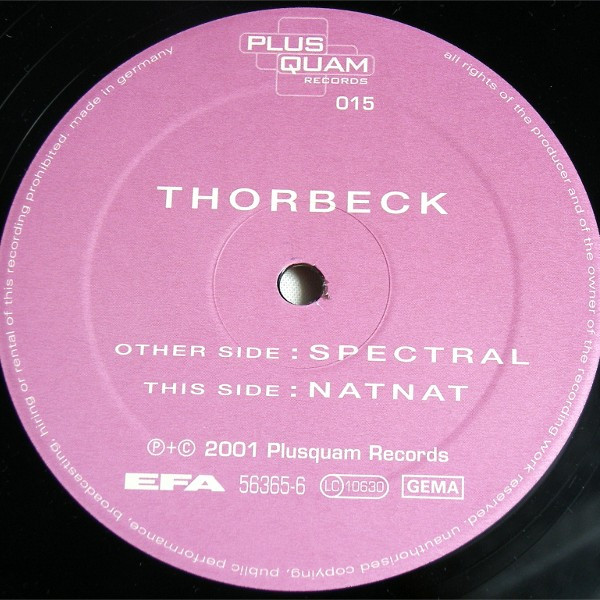 PLUS
QUAM
RECORDS
015
THORBECK
OTHER SIDE : SPECTRAL
THIS SIDE : NATNAT
℗+© 2001 Plusquam Records
EFA 56365-6 LC 10630 GEMA
all rights of the producer and of the owner of the recording work reserved. unauthorised copying, public performance, broadcasting, hiring or rental of this recording prohibited. made in germany